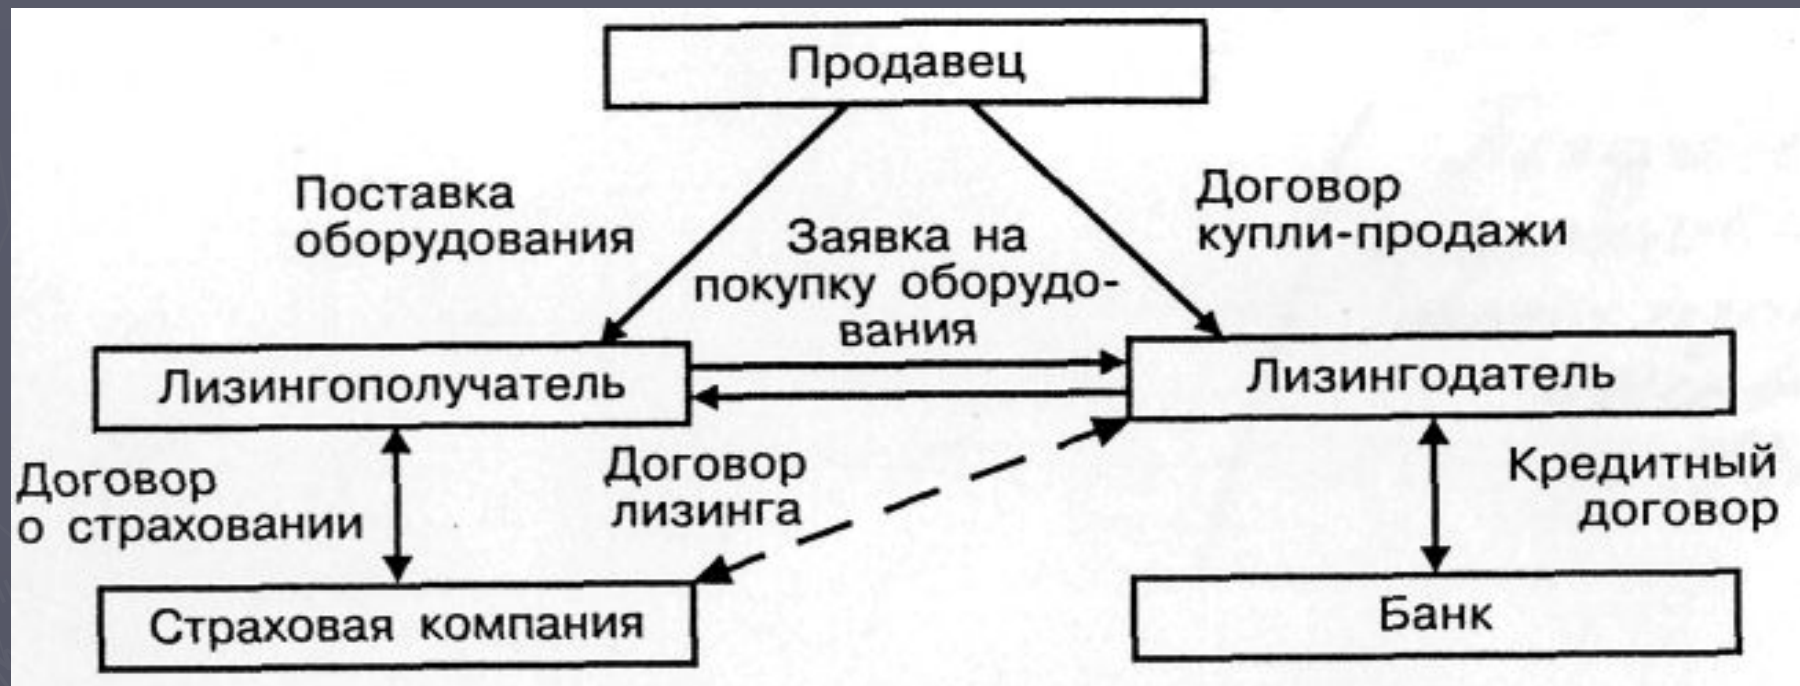 Продавец
Поставка
оборудования
Заявка на
покупку оборудо-
вания
Договор
купли-продажи
Лизингополучатель
Лизингодатель
Договор
о страховании
Договор
лизинга
Кредитный
договор
Страховая компания
Банк